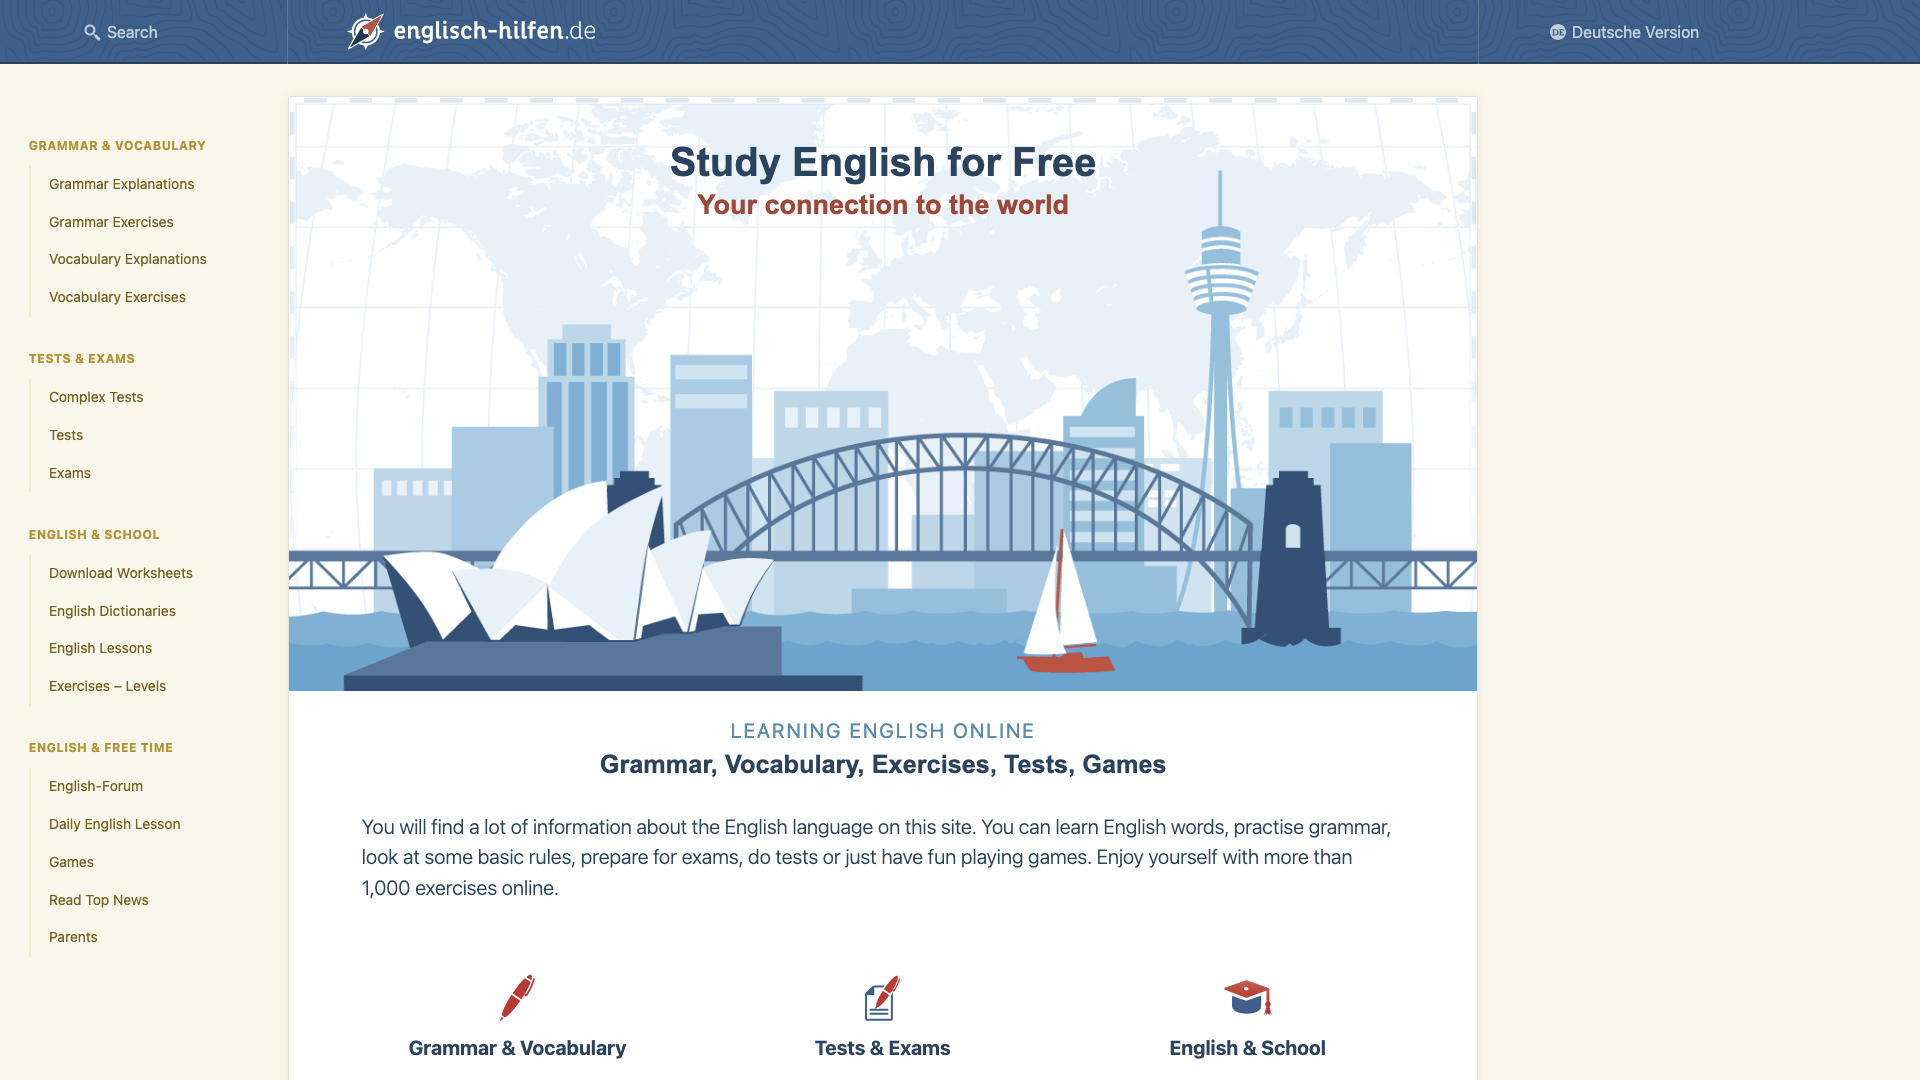 Search
englisch-hilfen.de
DE Deutsche Version
GRAMMAR & VOCABULARY
Grammar Explanations
Grammar Exercises
Vocabulary Explanations
Vocabulary Exercises
TESTS & EXAMS
Complex Tests
Tests
Exams
ENGLISH & SCHOOL
Download Worksheets
English Dictionaries
English Lessons
Exercises – Levels
ENGLISH & FREE TIME
English-Forum
Daily English Lesson
Games
Read Top News
Parents
Study English for Free
Your connection to the world
LEARNING ENGLISH ONLINE
Grammar, Vocabulary, Exercises, Tests, Games
You will find a lot of information about the English language on this site. You can learn English words, practise grammar,
look at some basic rules, prepare for exams, do tests or just have fun playing games. Enjoy yourself with more than
1,000 exercises online.
Grammar & Vocabulary
Tests & Exams
English & School